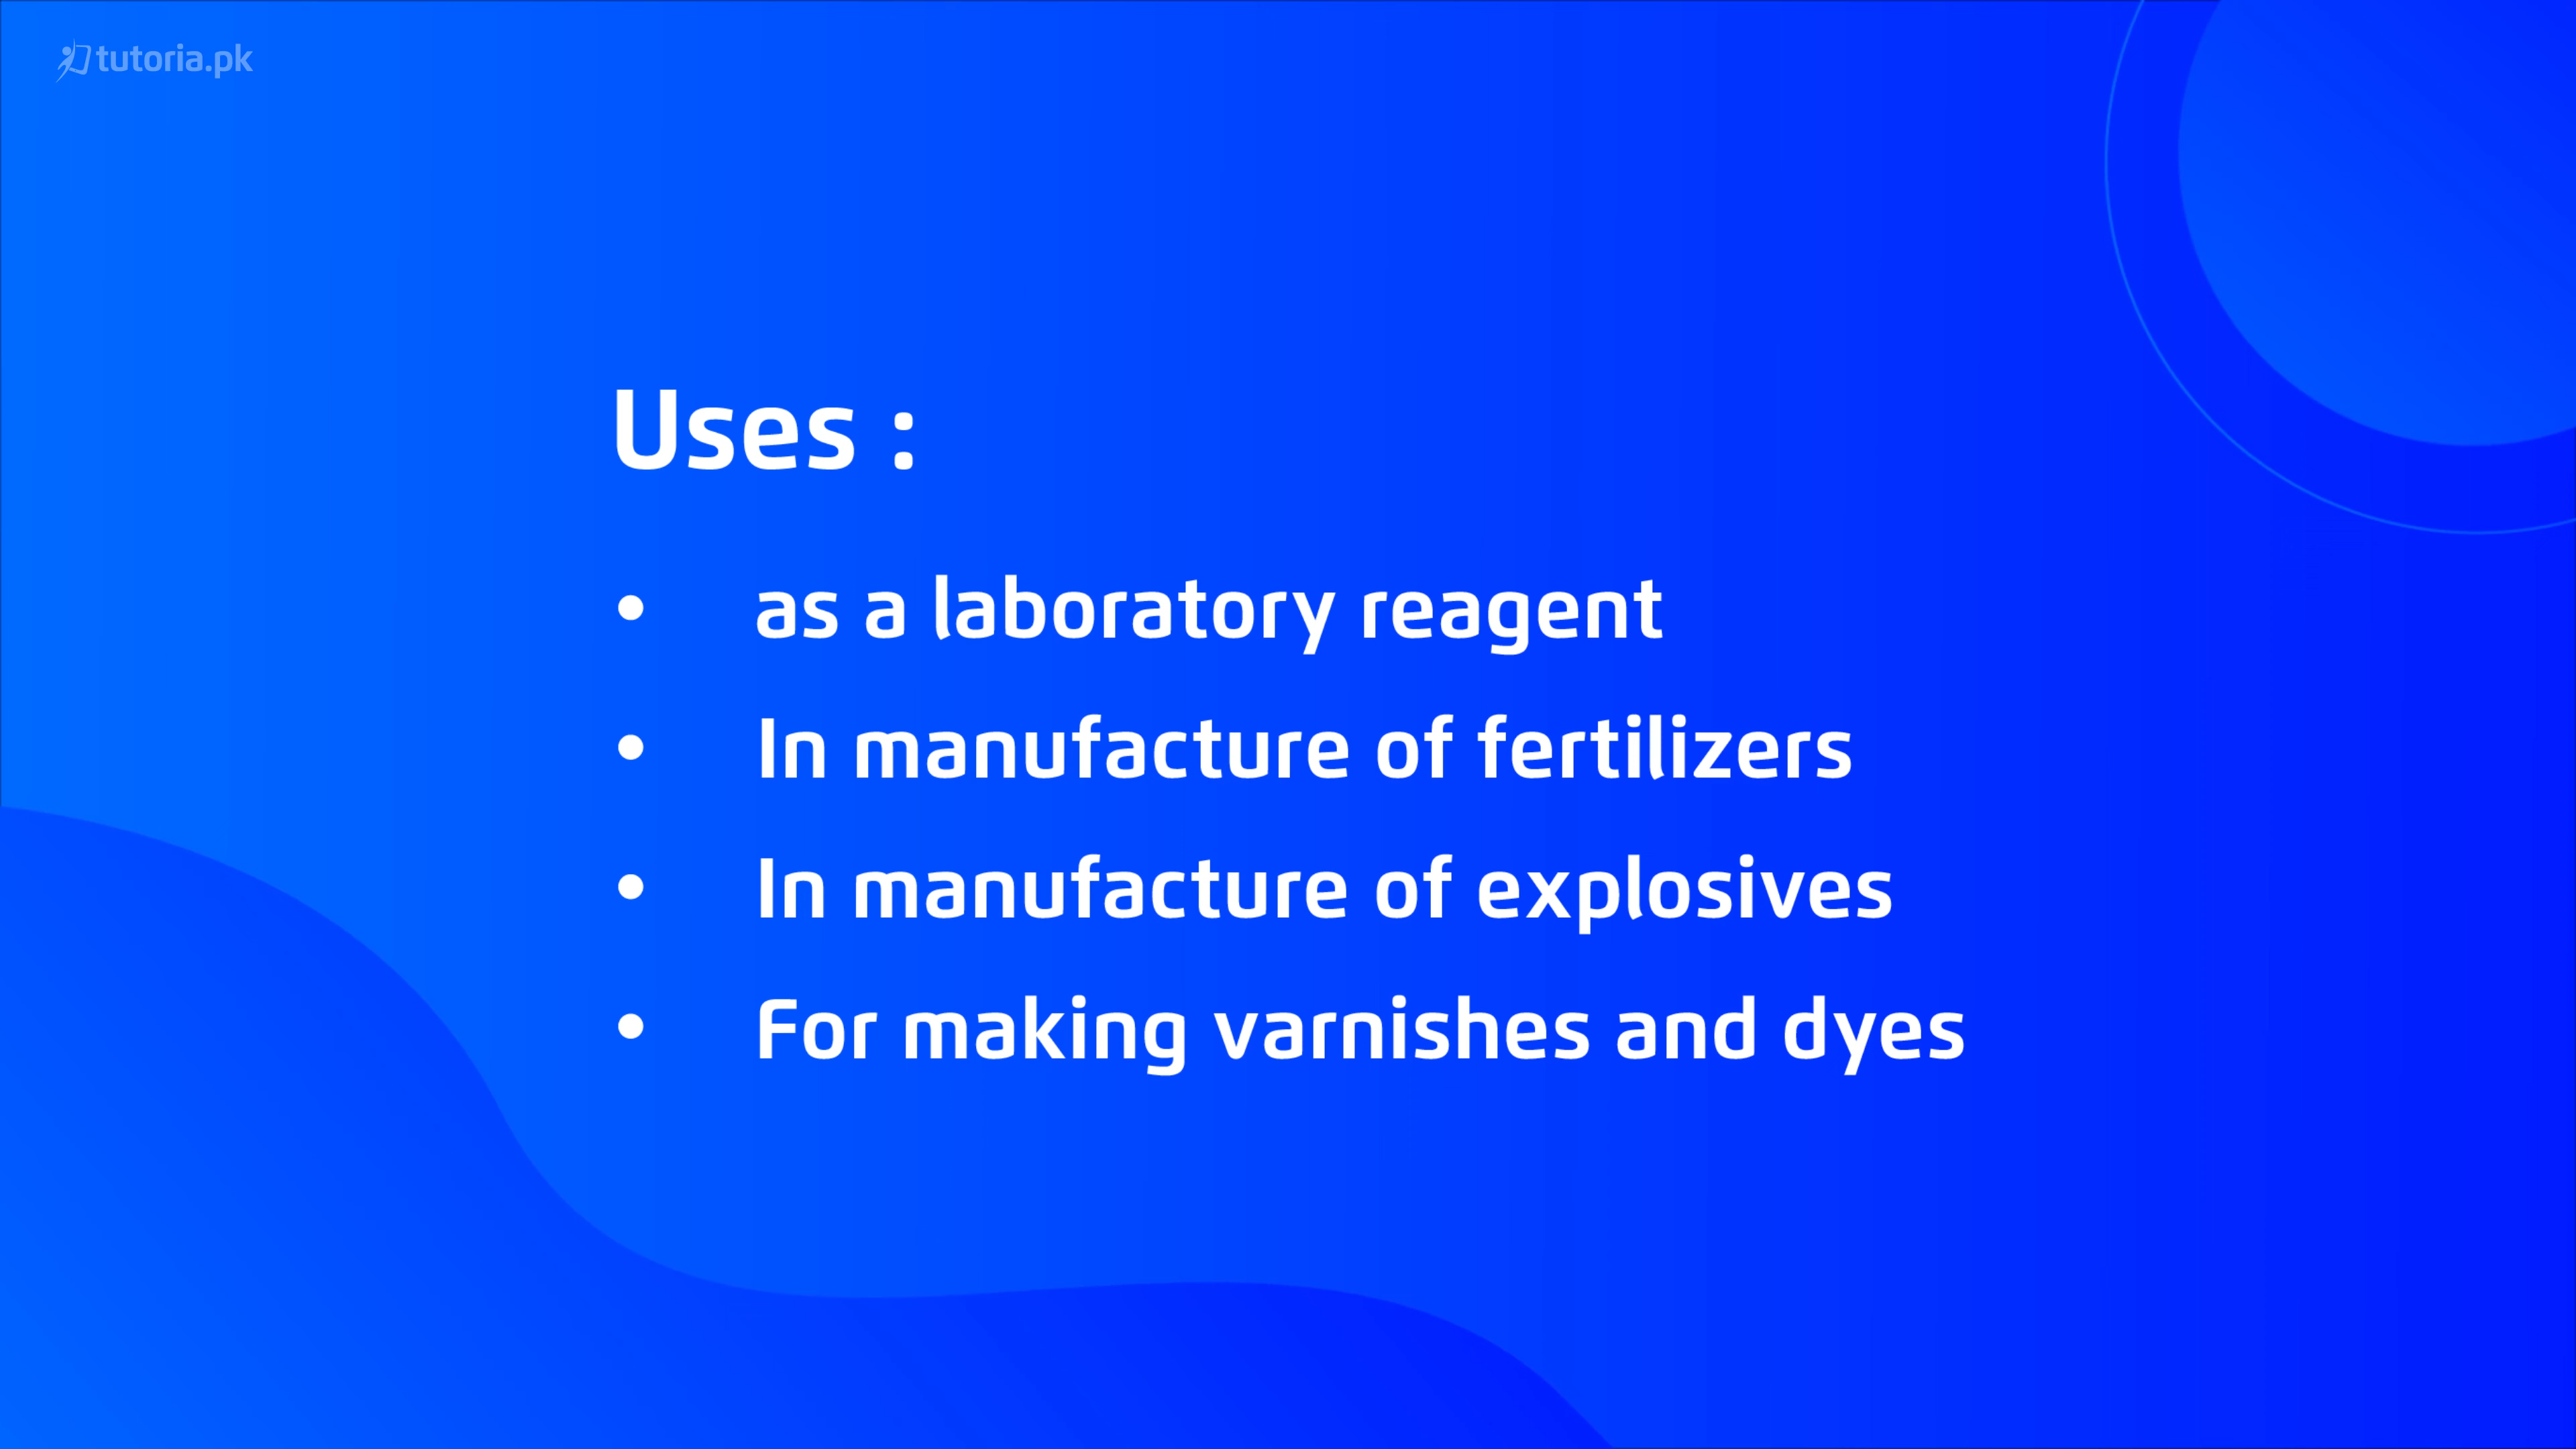 tutoria.pk
Uses :
• as a laboratory reagent
• In manufacture of fertilizers
• In manufacture of explosives
• For making varnishes and dyes